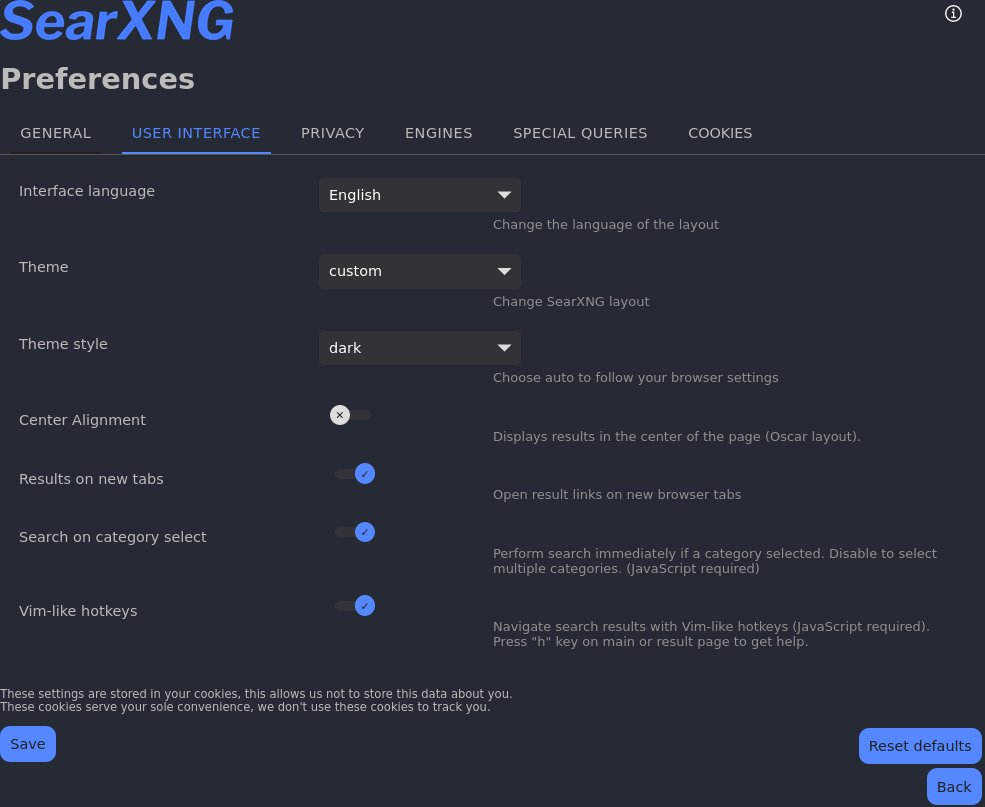 SearXNG
Preferences
GENERAL USER INTERFACE PRIVACY ENGINES SPECIAL QUERIES COOKIES
Interface language
English
Change the language of the layout
Theme
custom
Change SearXNG layout
Theme style
dark
Choose auto to follow your browser settings
Center Alignment
Displays results in the center of the page (Oscar layout).
Results on new tabs
Open result links on new browser tabs
Search on category select
Perform search immediately if a category selected. Disable to select
multiple categories. (JavaScript required)
Vim-like hotkeys
Navigate search results with Vim-like hotkeys (JavaScript required).
Press "h" key on main or result page to get help.
These settings are stored in your cookies, this allows us not to store this data about you.
These cookies serve your sole convenience, we don't use these cookies to track you.
Save
Reset defaults
Back